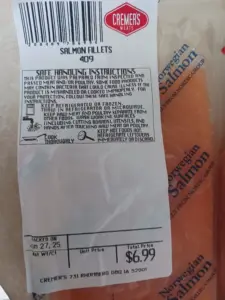 CREMERS
MEATS
SALMON FILLETS
409
SAFE HANDLING INSTRUCTIONS
THIS PRODUCT WAS PREPARED FROM INSPECTED AND
PASSED MEAT AND/OR POULTRY. SOME FOOD PRODUCTS
MAY CONTAIN BACTERIA THAT COULD CAUSE ILLNESS IF THE
PRODUCT IS MISHANDLED OR COOKED IMPROPERLY. FOR
YOUR PROTECTION, FOLLOW THESE SAFE HANDLING
INSTRUCTIONS.
KEEP REFRIGERATED OR FROZEN.
THAW IN REFRIGERATOR OR MICROWAVE.
KEEP RAW MEAT AND POULTRY SEPARATE FROM
OTHER FOODS. WASH WORKING SURFACES
(INCLUDING CUTTING BOARDS), UTENSILS, AND
HANDS AFTER TOUCHING RAW MEAT OR POULTRY.
COOK
THOROUGHLY.
KEEP HOT FOODS HOT.
REFRIGERATE LEFTOVERS
IMMEDIATELY OR DISCARD.
27, 25
Unit Price
Total Price
$6.99
Norwegian
Salmon
Norwegian
Salmon
Norwegian
Salmon